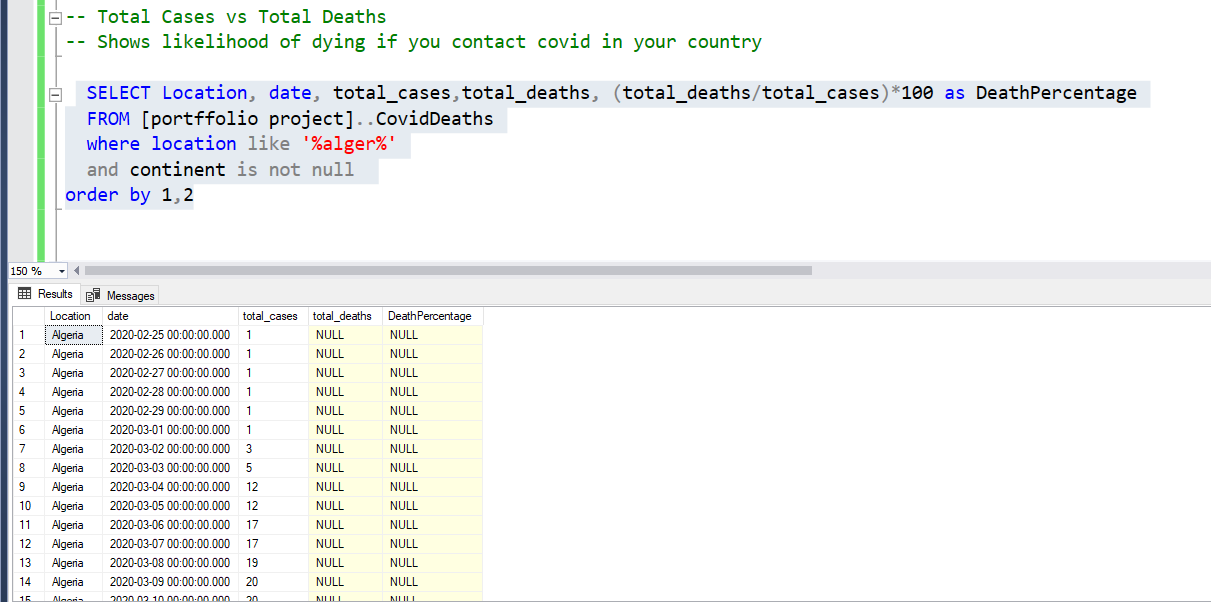 -- Total Cases vs Total Deaths
-- Shows likelihood of dying if you contact covid in your country
SELECT Location, date, total_cases,total_deaths, (total_deaths/total_cases)*100 as DeathPercentage
FROM [portffolio project]..CovidDeaths
where location like '%alger%'
and continent is not null
order by 1,2
150 %
Results Messages
Location date total_cases total_deaths DeathPercentage
1 Algeria 2020-02-25 00:00:00.000 1 NULL NULL
2 Algeria 2020-02-26 00:00:00.000 1 NULL NULL
3 Algeria 2020-02-27 00:00:00.000 1 NULL NULL
4 Algeria 2020-02-28 00:00:00.000 1 NULL NULL
5 Algeria 2020-02-29 00:00:00.000 1 NULL NULL
6 Algeria 2020-03-01 00:00:00.000 1 NULL NULL
7 Algeria 2020-03-02 00:00:00.000 3 NULL NULL
8 Algeria 2020-03-03 00:00:00.000 5 NULL NULL
9 Algeria 2020-03-04 00:00:00.000 12 NULL NULL
10 Algeria 2020-03-05 00:00:00.000 12 NULL NULL
11 Algeria 2020-03-06 00:00:00.000 17 NULL NULL
12 Algeria 2020-03-07 00:00:00.000 17 NULL NULL
13 Algeria 2020-03-08 00:00:00.000 19 NULL NULL
14 Algeria 2020-03-09 00:00:00.000 20 NULL NULL
15 Algeria 2020-03-10 00:00:00.000 20 NULL NULL